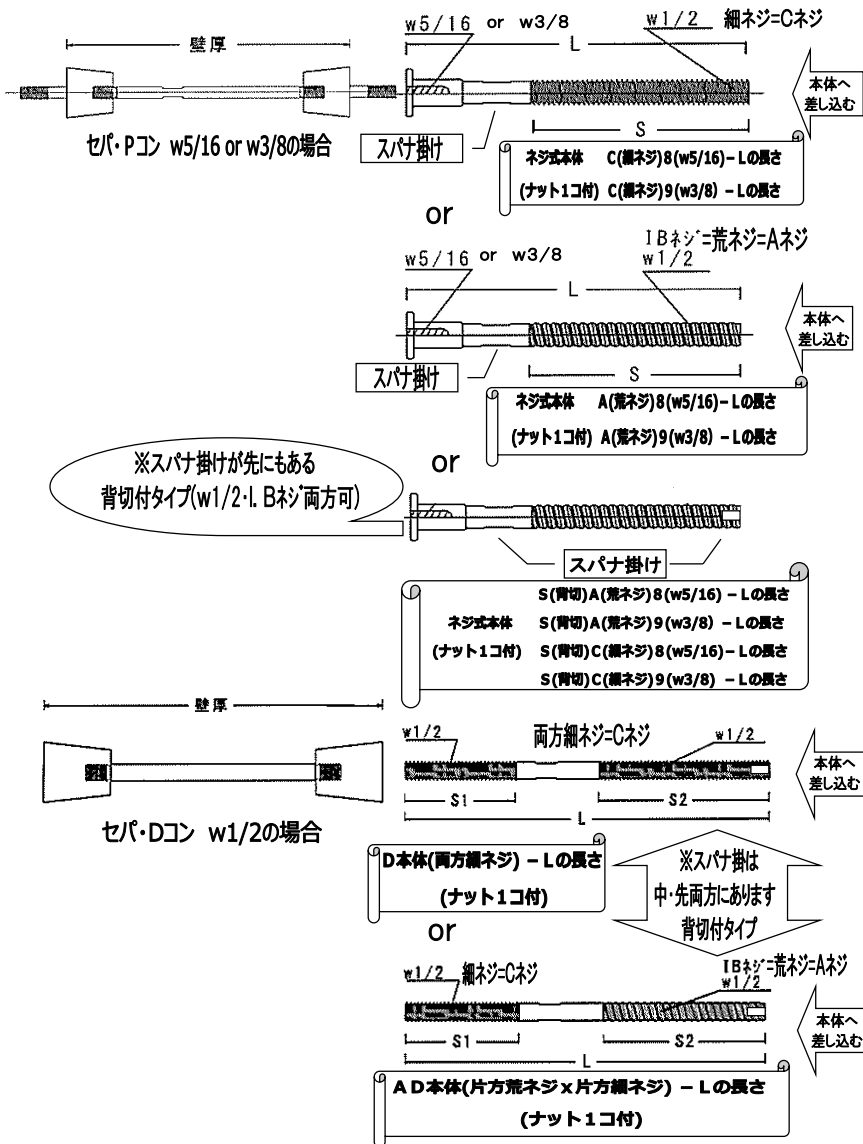 壁厚
セパ・Pコン w5/16 or w3/8の場合
w5/16 or w3/8
w1/2 細ネジ=Cネジ
L
本体へ
差し込む
S
スパナ掛け
ネジ式本体 C(細ネジ)8(w5/16)-Lの長さ
(ナット1コ付) C(細ネジ)9(w3/8)-Lの長さ
or
w5/16 or w3/8
IBネジ=荒ネジ=Aネジ
w1/2
L
本体へ
差し込む
スパナ掛け
S
ネジ式本体 A(荒ネジ)8(w5/16)-Lの長さ
(ナット1コ付) A(荒ネジ)9(w3/8)-Lの長さ
or
※スパナ掛けが先にもある
背切付タイプ(w1/2・I.Bネジ両方可)
スパナ掛け
S(背切)A(荒ネジ)8(w5/16)-Lの長さ
ネジ式本体 S(背切)A(荒ネジ)9(w3/8)-Lの長さ
(ナット1コ付) S(背切)C(細ネジ)8(w5/16)-Lの長さ
S(背切)C(細ネジ)9(w3/8)-Lの長さ
壁厚
セパ・Dコン w1/2の場合
w1/2
両方細ネジ=Cネジ
w1/2
本体へ
差し込む
S1
S2
L
D本体(両方細ネジ)-Lの長さ
(ナット1コ付)
※スパナ掛は
中・先両方にあります
背切付タイプ
or
w1/2 細ネジ=Cネジ
IBネジ=荒ネジ=Aネジ
w1/2
本体へ
差し込む
S1
S2
L
AD本体(片方荒ネジx片方細ネジ)-Lの長さ
(ナット1コ付)